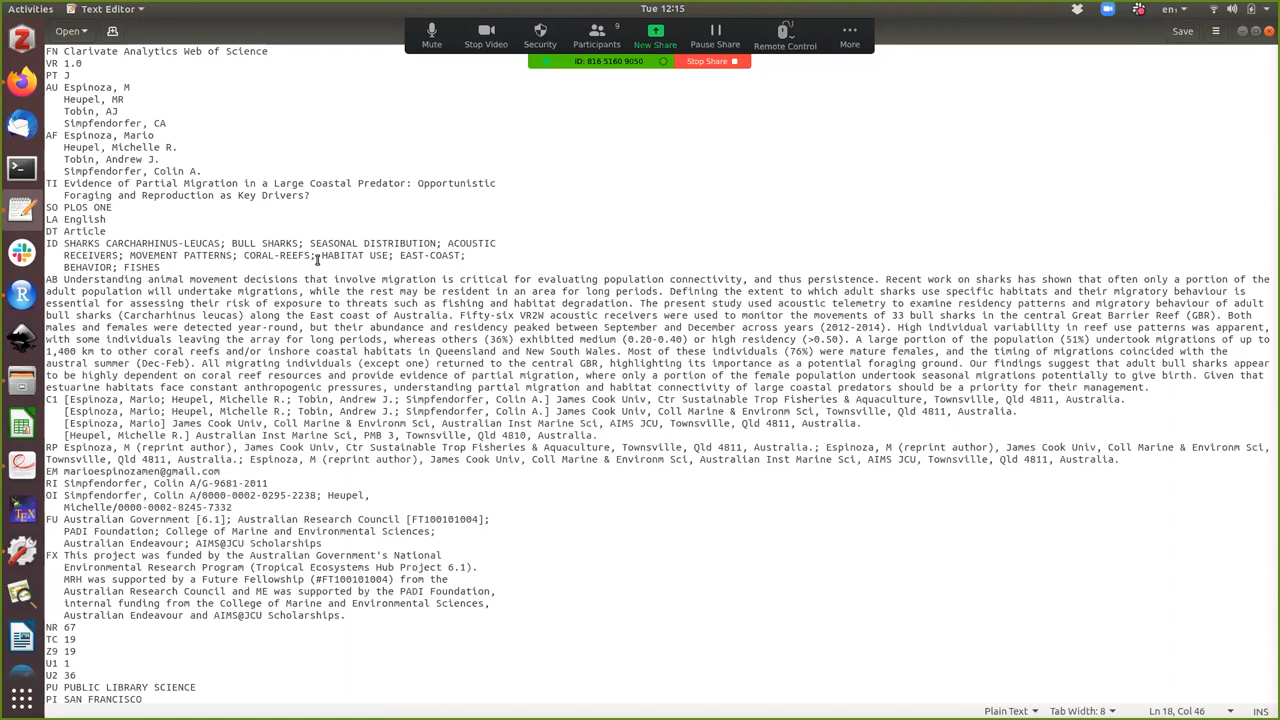 Activities
Text Editor
Tue 12:15
en
Open
Save
Mute
Stop Video
Security
Participants
9
New Share
Pause Share
Remote Control
More
ID: 816 5160 9050
Stop Share
FN Clarivate Analytics Web of Science
VR 1.0
PT J
AU Espinoza, M
Heupel, MR
Tobin, AJ
Simpfendorfer, CA
AF Espinoza, Mario
Heupel, Michelle R.
Tobin, Andrew J.
Simpfendorfer, Colin A.
TI Evidence of Partial Migration in a Large Coastal Predator: Opportunistic
Foraging and Reproduction as Key Drivers?
SO PLOS ONE
LA English
DT Article
ID SHARKS CARCHARHINUS-LEUCAS; BULL SHARKS; SEASONAL DISTRIBUTION; ACOUSTIC
RECEIVERS; MOVEMENT PATTERNS; CORAL-REEFS; HABITAT USE; EAST-COAST;
BEHAVIOR; FISHES
AB Understanding animal movement decisions that involve migration is critical for evaluating population connectivity, and thus persistence. Recent work on sharks has shown that often only a portion of the
adult population will undertake migrations, while the rest may be resident in an area for long periods. Defining the extent to which adult sharks use specific habitats and their migratory behaviour is
essential for assessing their risk of exposure to threats such as fishing and habitat degradation. The present study used acoustic telemetry to examine residency patterns and migratory behaviour of adult
bull sharks (Carcharhinus leucas) along the East coast of Australia. Fifty-six VR2W acoustic receivers were used to monitor the movements of 33 bull sharks in the central Great Barrier Reef (GBR). Both
males and females were detected year-round, but their abundance and residency peaked between September and December across years (2012-2014). High individual variability in reef use patterns was apparent,
with some individuals leaving the array for long periods, whereas others (36%) exhibited medium (0.20-0.40) or high residency (>0.50). A large portion of the population (51%) undertook migrations of up to
1,400 km to other coral reefs and/or inshore coastal habitats in Queensland and New South Wales. Most of these individuals (76%) were mature females, and the timing of migrations coincided with the
austral summer (Dec-Feb). All migrating individuals (except one) returned to the central GBR, highlighting its importance as a potential foraging ground. Our findings suggest that adult bull sharks appear
to be highly dependent on coral reef resources and provide evidence of partial migration, where only a portion of the female population undertook seasonal migrations potentially to give birth. Given that
estuarine habitats face constant anthropogenic pressures, understanding partial migration and habitat connectivity of large coastal predators should be a priority for their management.
C1 [Espinoza, Mario; Heupel, Michelle R.; Tobin, Andrew J.; Simpfendorfer, Colin A.] James Cook Univ, Ctr Sustainable Trop Fisheries & Aquaculture, Townsville, Qld 4811, Australia.
[Espinoza, Mario; Heupel, Michelle R.; Tobin, Andrew J.; Simpfendorfer, Colin A.] James Cook Univ, Coll Marine & Environm Sci, Townsville, Qld 4811, Australia.
[Espinoza, Mario] James Cook Univ, Coll Marine & Environm Sci, Australian Inst Marine Sci, AIMS JCU, Townsville, Qld 4811, Australia.
[Heupel, Michelle R.] Australian Inst Marine Sci, PMB 3, Townsville, Qld 4810, Australia.
RP Espinoza, M (reprint author), James Cook Univ, Ctr Sustainable Trop Fisheries & Aquaculture, Townsville, Qld 4811, Australia.; Espinoza, M (reprint author), James Cook Univ, Coll Marine & Environm Sci,
Townsville, Qld 4811, Australia.; Espinoza, M (reprint author), James Cook Univ, Coll Marine & Environm Sci, Australian Inst Marine Sci, AIMS JCU, Townsville, Qld 4811, Australia.
EM marioespinozamen@gmail.com
RI Simpfendorfer, Colin A/G-9681-2011
OI Simpfendorfer, Colin A/0000-0002-0295-2238; Heupel,
Michelle/0000-0002-8245-7332
FU Australian Government [6.1]; Australian Research Council [FT100101004];
PADI Foundation; College of Marine and Environmental Sciences;
Australian Endeavour; AIMS@JCU Scholarships
FX This project was funded by the Australian Government's National
Environmental Research Program (Tropical Ecosystems Hub Project 6.1).
MRH was supported by a Future Fellowship (#FT100101004) from the
Australian Research Council and ME was supported by the PADI Foundation,
internal funding from the College of Marine and Environmental Sciences,
Australian Endeavour and AIMS@JCU Scholarships.
NR 67
TC 19
Z9 19
U1 1
U2 36
PU PUBLIC LIBRARY SCIENCE
PI SAN FRANCISCO
Plain Text
Tab Width: 8
Ln 18, Col 46
INS